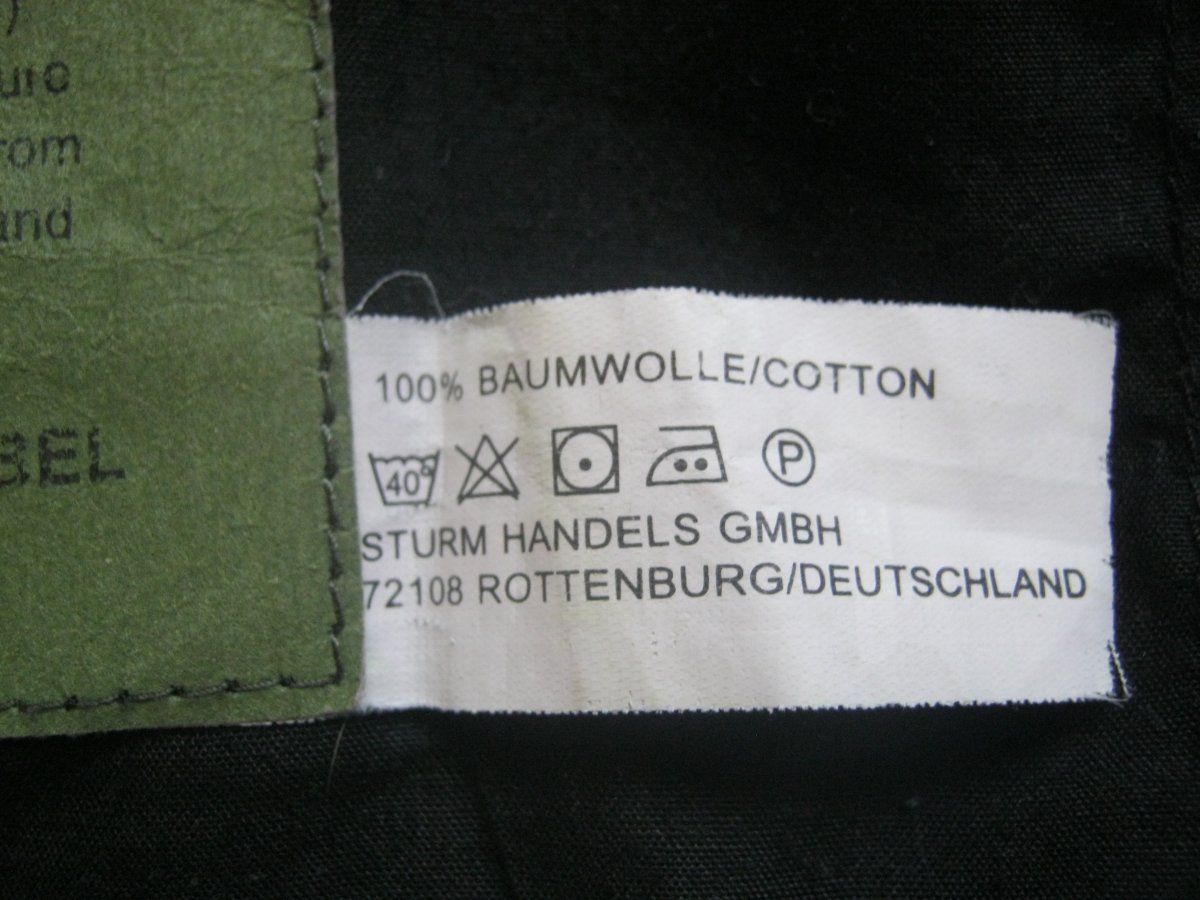 100% BAUMWOLLE/COTTON
40°
P
STURM HANDELS GMBH
72108 ROTTENBURG/DEUTSCHLAND